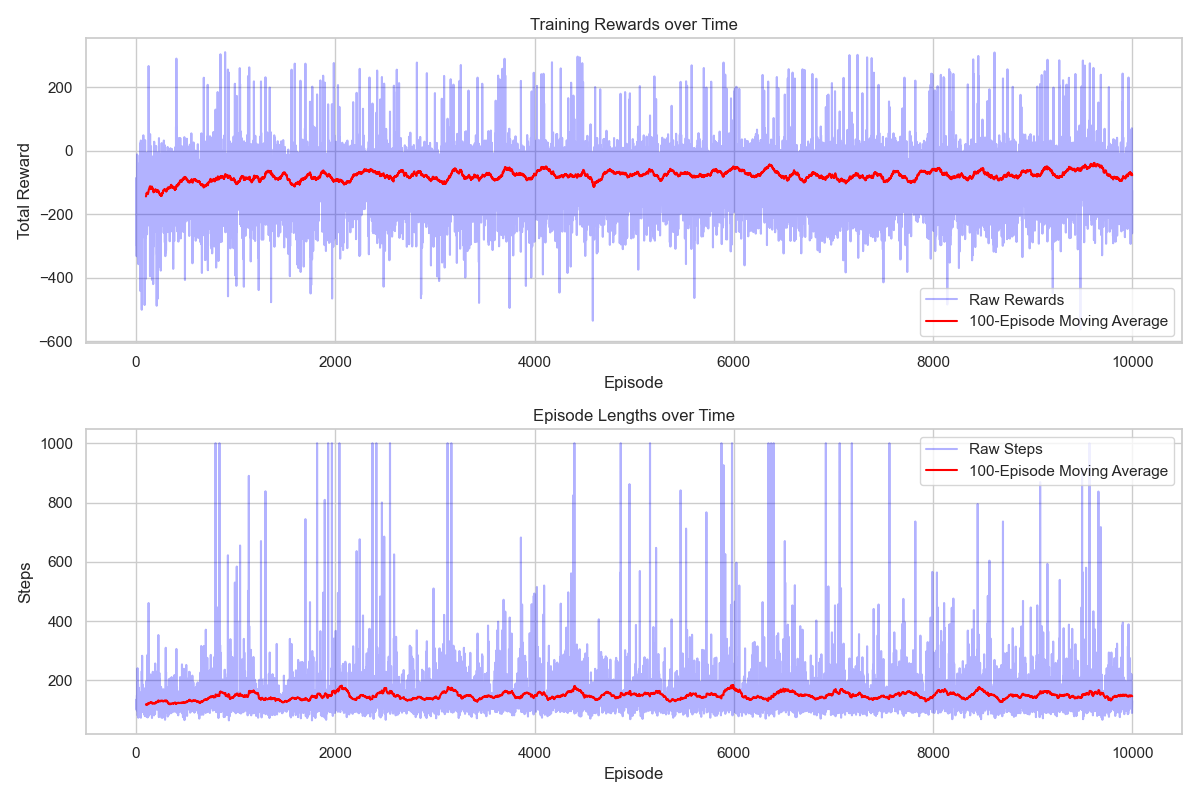 Training Rewards over Time
Total Reward
200
0
−200
−400
−600
Raw Rewards
100-Episode Moving Average
0 2000 4000 6000 8000 10000
Episode
Episode Lengths over Time
Steps
1000
800
600
400
200
Raw Steps
100-Episode Moving Average
0 2000 4000 6000 8000 10000
Episode